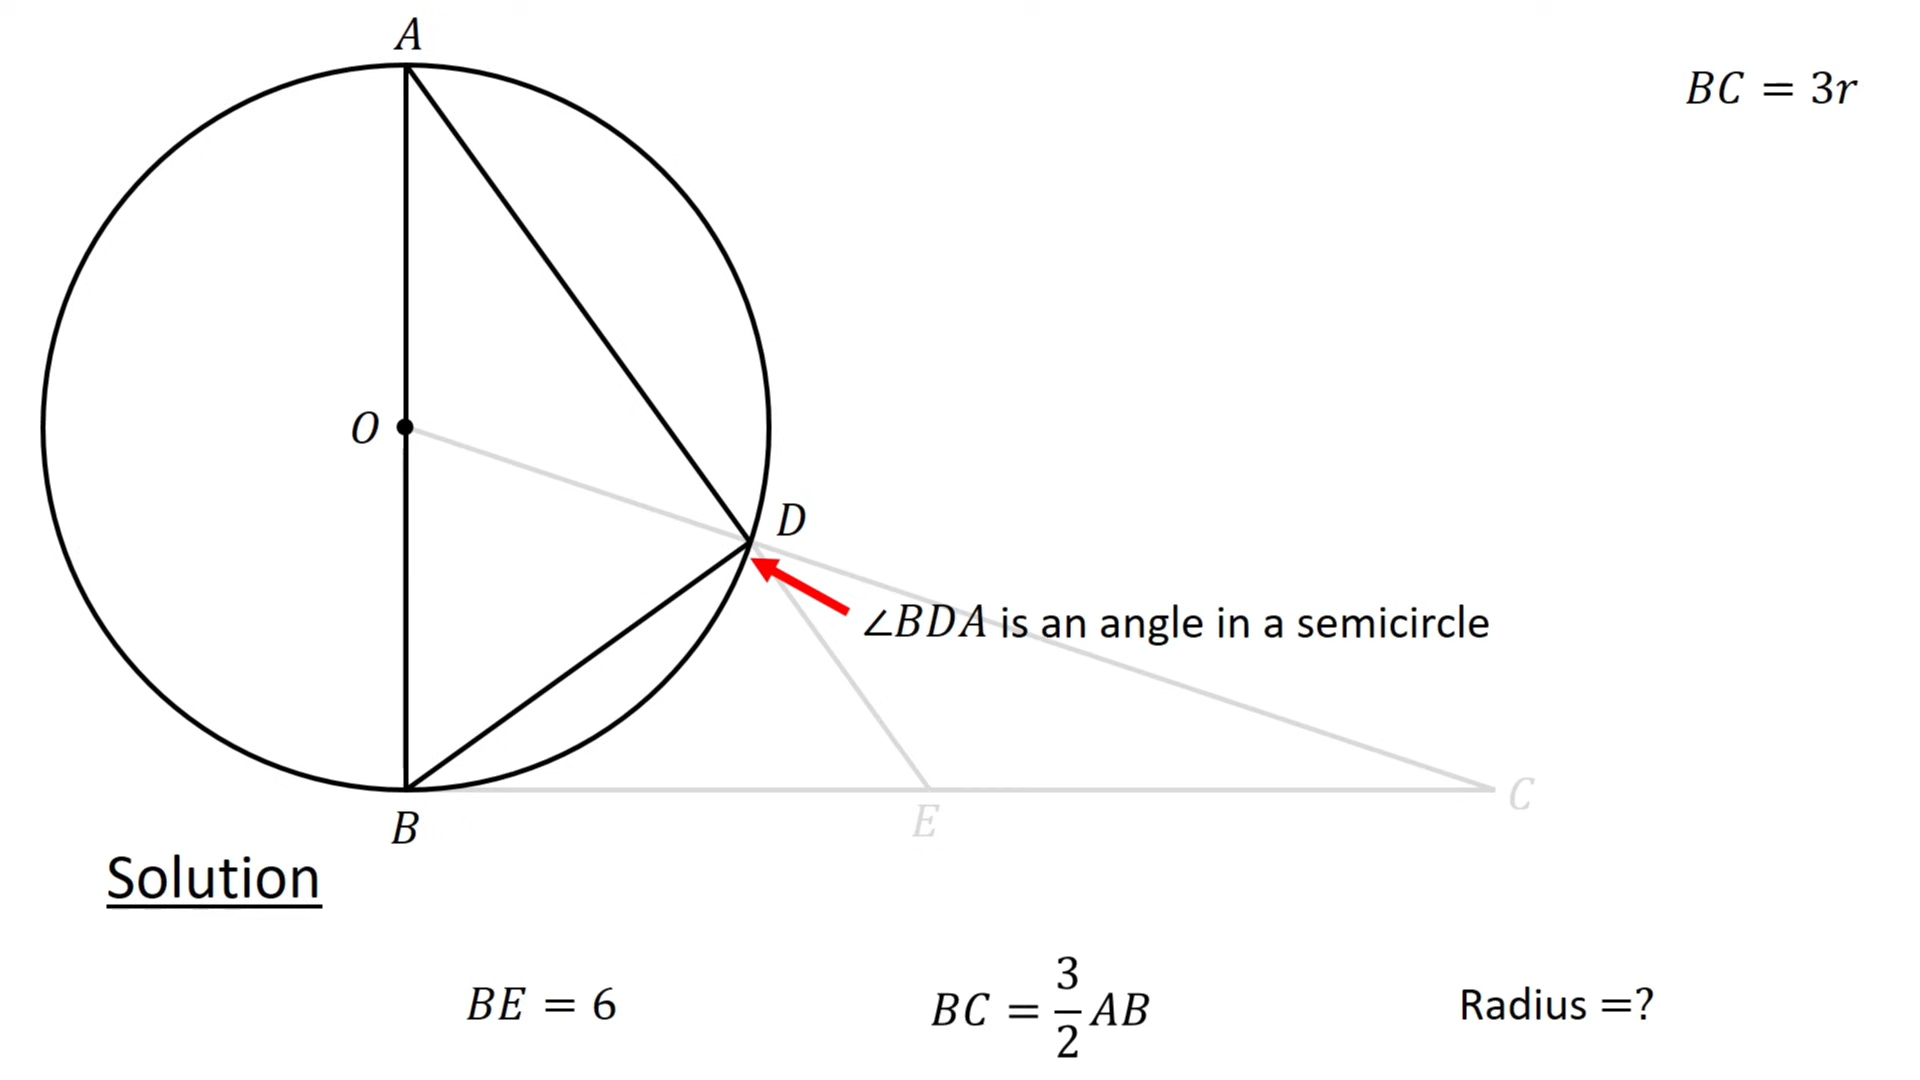 A
BC = 3r
O
D
∠BDA is an angle in a semicircle
C
E
B
Solution
BE = 6
BC = 3/2 AB
Radius =?